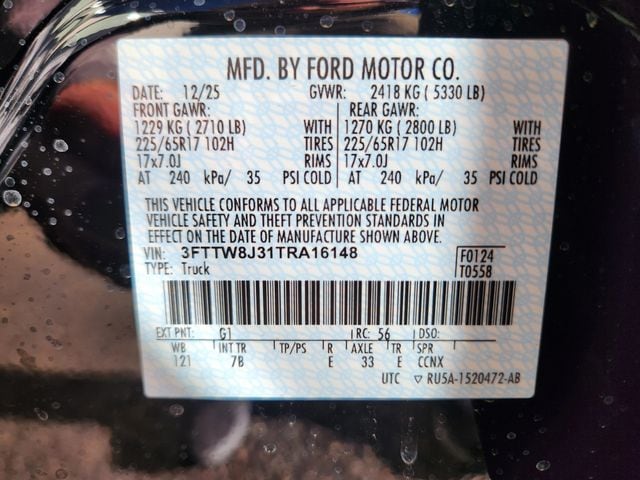 MFD. BY FORD MOTOR CO.
DATE: 12/25 GVWR: 2418 KG ( 5330 LB)
FRONT GAWR: REAR GAWR:
1229 KG ( 2710 LB) WITH 1270 KG ( 2800 LB) WITH
225/65R17 102H TIRES 225/65R17 102H TIRES
17x7.0J RIMS 17x7.0J RIMS
AT 240 kPa/ 35 PSI COLD AT 240 kPa/ 35 PSI COLD
THIS VEHICLE CONFORMS TO ALL APPLICABLE FEDERAL MOTOR
VEHICLE SAFETY AND THEFT PREVENTION STANDARDS IN
EFFECT ON THE DATE OF MANUFACTURE SHOWN ABOVE.
VIN: 3FTTW8J31TRA16148 F0124
TYPE: Truck T0558
EXT PNT: G1 RC: 56 DSO:
WB INT TR TP/PS R AXLE TR SPR
121 7B E 33 E CCNX
UTC ▽ RU5A-1520472-AB